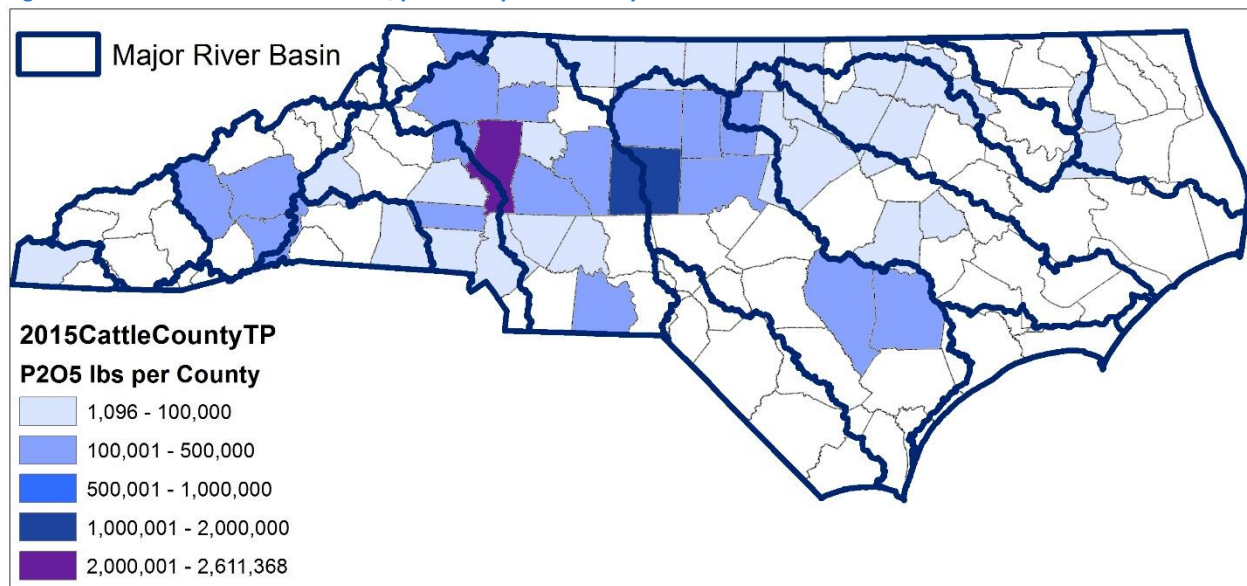 Major River Basin
2015CattleCountyTP
P2O5 lbs per County
1,096 - 100,000
100,001 - 500,000
500,001 - 1,000,000
1,000,001 - 2,000,000
2,000,001 - 2,611,368